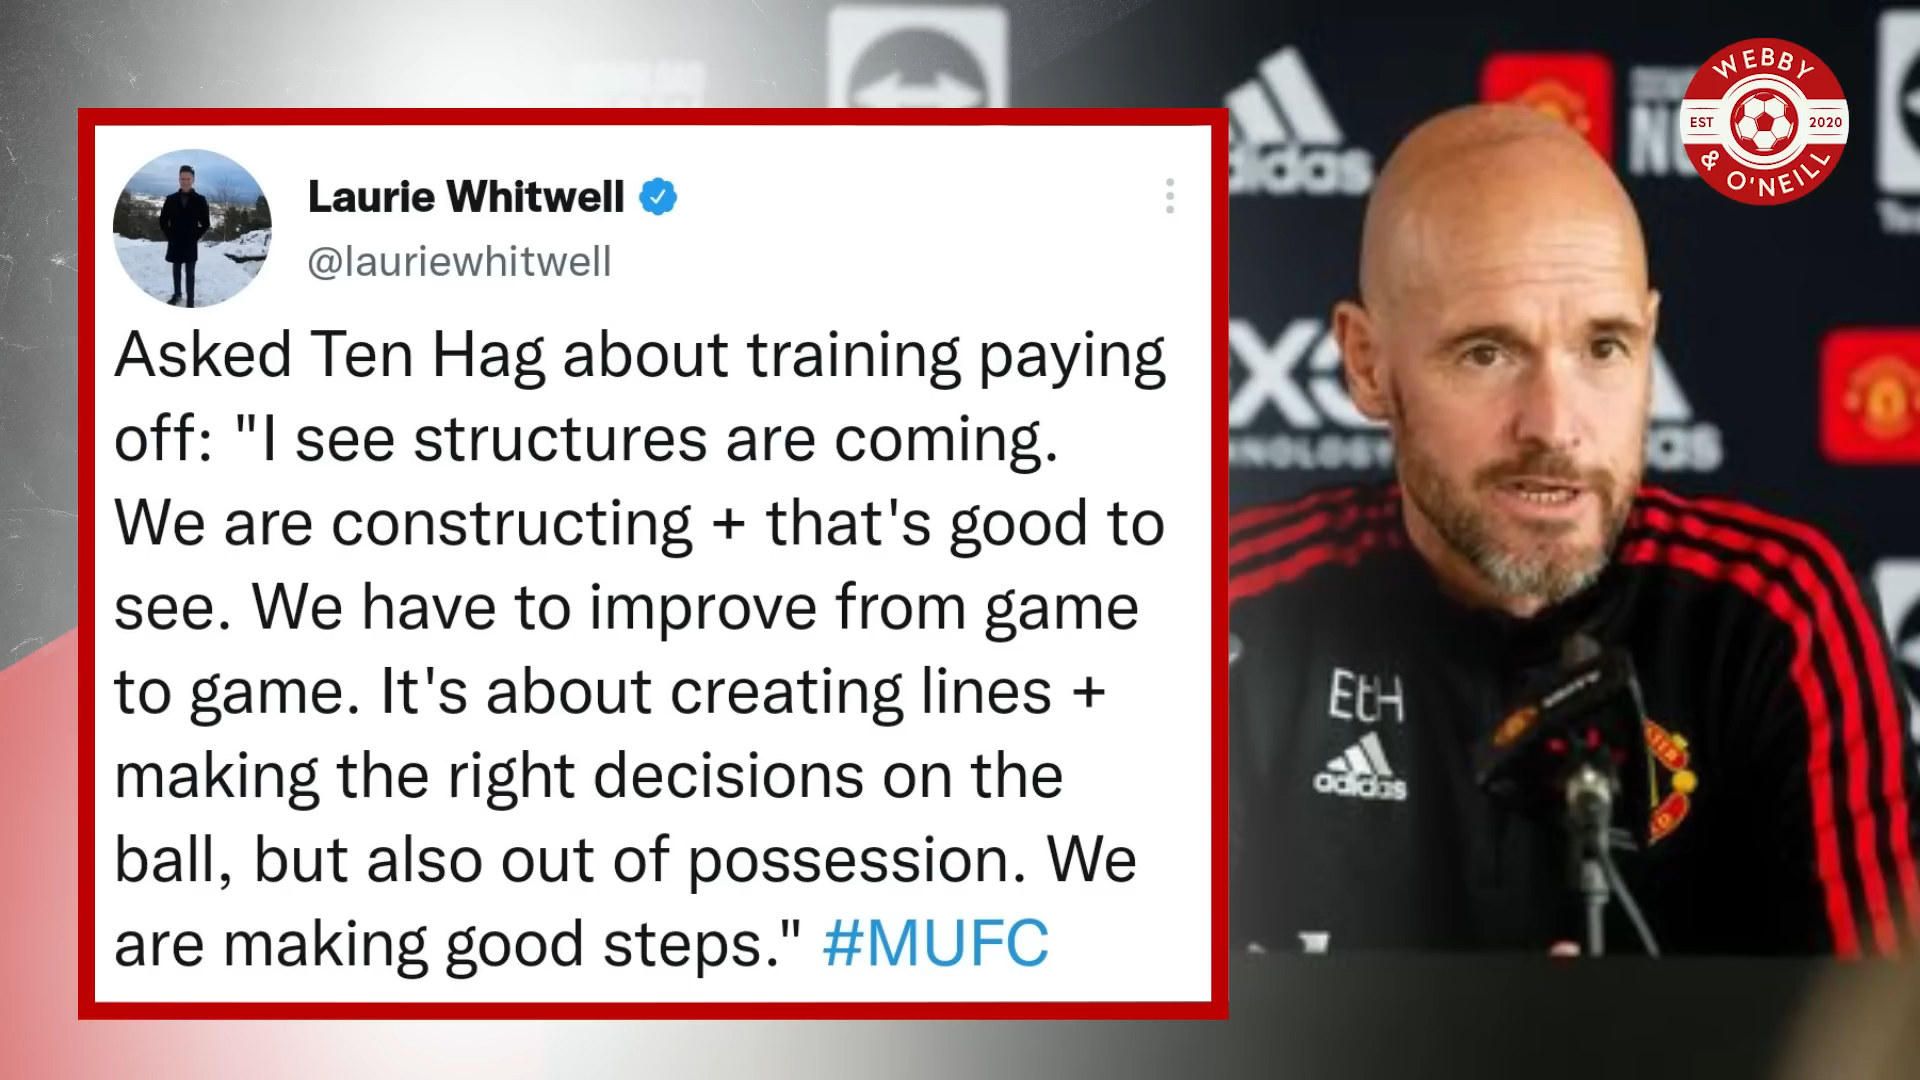 Laurie Whitwell
@lauriewhitwell
Asked Ten Hag about training paying
off: "I see structures are coming.
We are constructing + that's good to
see. We have to improve from game
to game. It's about creating lines +
making the right decisions on the
ball, but also out of possession. We
are making good steps." #MUFC
adidas
WEBBY
EST 2020
& O'NEILL
EtH
adidas